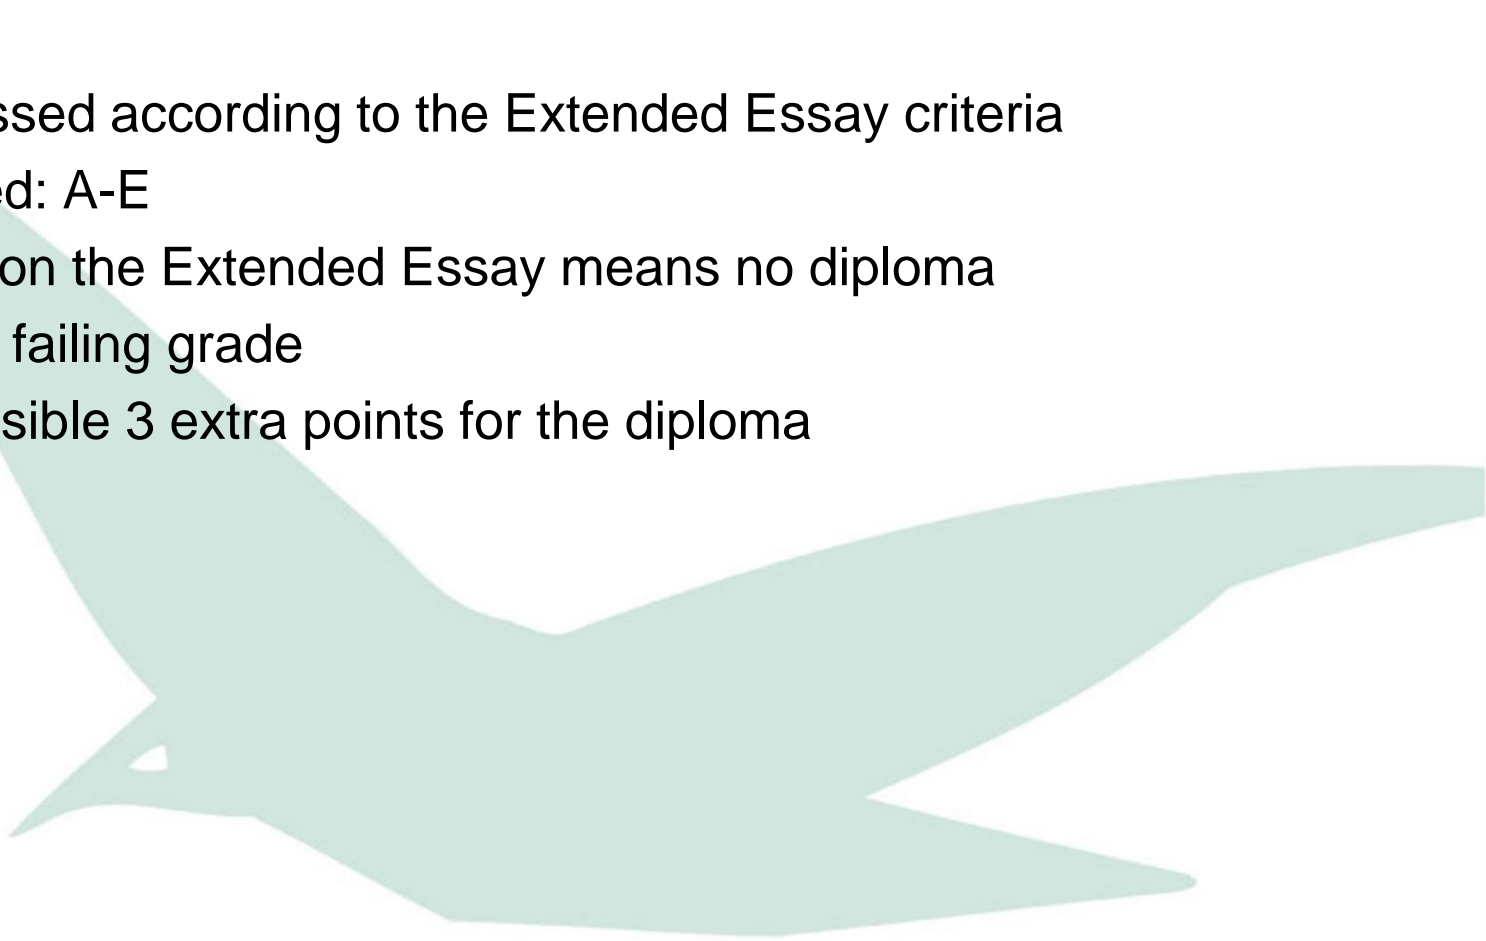 ssed according to the Extended Essay criteria
ed: A-E
on the Extended Essay means no diploma
failing grade
sible 3 extra points for the diploma